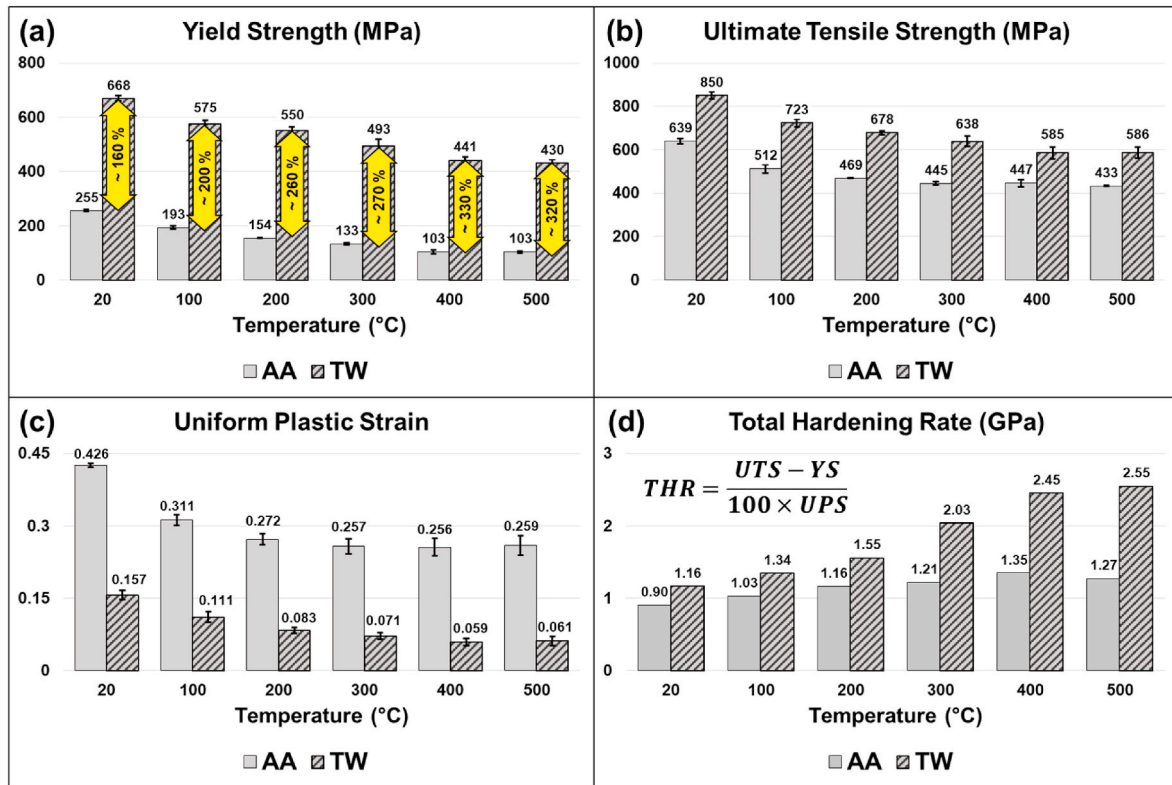 (a) Yield Strength (MPa)
800
600
400
200
0
668
575
550
493
441
430
255
193
154
133
103
103
~ 160 %
~ 200 %
~ 260 %
~ 270 %
~ 330 %
~ 320 %
20 100 200 300 400 500
Temperature (°C)
AA TW
(b) Ultimate Tensile Strength (MPa)
1000
800
600
400
200
0
639
850
512
723
469
678
445
638
447
585
433
586
20 100 200 300 400 500
Temperature (°C)
AA TW
(c) Uniform Plastic Strain
0.45
0.3
0.15
0
0.426
0.157
0.311
0.111
0.272
0.083
0.257
0.071
0.256
0.059
0.259
0.061
20 100 200 300 400 500
Temperature (°C)
AA TW
(d) Total Hardening Rate (GPa)
3
2
1
0
THR = UTS − YS / 100 × UPS
0.90
1.16
1.03
1.34
1.16
1.55
1.21
2.03
1.35
2.45
1.27
2.55
20 100 200 300 400 500
Temperature (°C)
AA TW